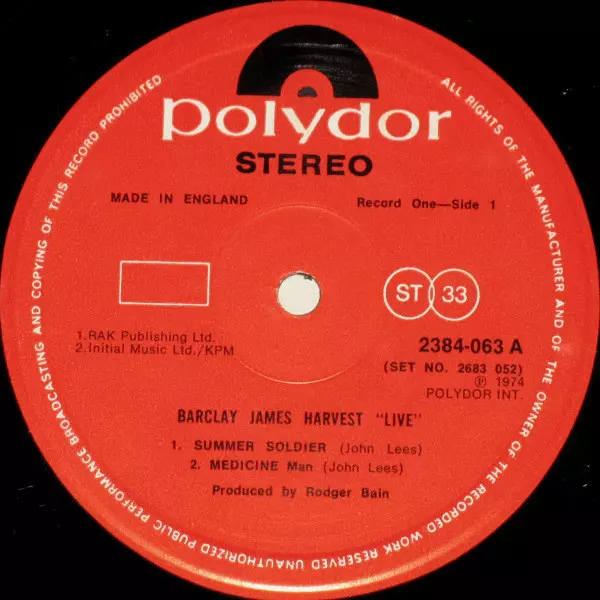 polydor
STEREO
MADE IN ENGLAND
Record One—Side 1
ST 33
1.RAK Publishing Ltd.
2.Initial Music Ltd./KPM
2384-063 A
(SET NO. 2683 052)
Ⓟ 1974
POLYDOR INT.
BARCLAY JAMES HARVEST "LIVE"
1. SUMMER SOLDIER (John Lees)
2. MEDICINE Man (John Lees)
Produced by Rodger Bain
ALL RIGHTS OF THE MANUFACTURER AND OF THE OWNER OF THE RECORDED WORK RESERVED UNAUTHORIZED PUBLIC PERFORMANCE BROADCASTING AND COPYING OF THIS RECORD PROHIBITED